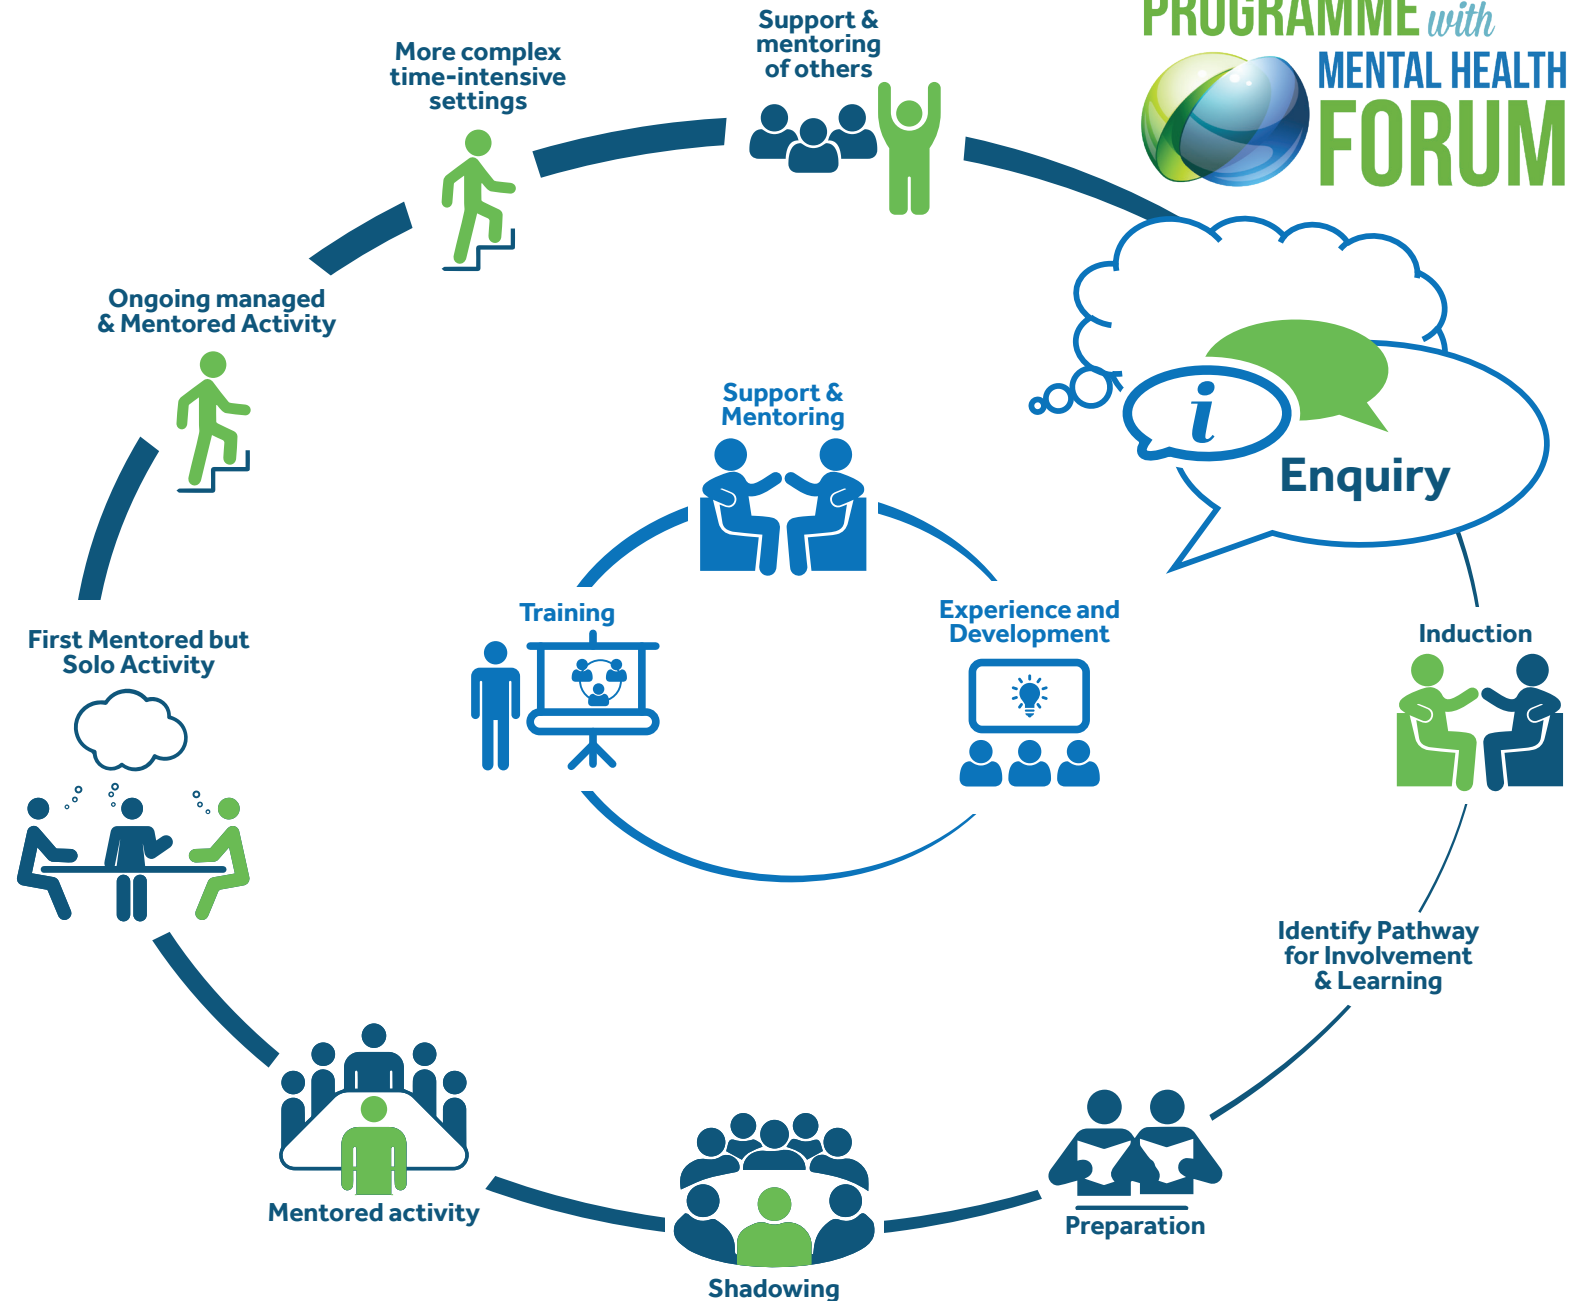 PROGRAMME with
MENTAL HEALTH
FORUM
Support &
mentoring
of others
More complex
time-intensive
settings
Ongoing managed
& Mentored Activity
First Mentored but
Solo Activity
Mentored activity
Shadowing
Preparation
Identify Pathway
for Involvement
& Learning
Induction
i
Enquiry
Support &
Mentoring
Training
Experience and
Development